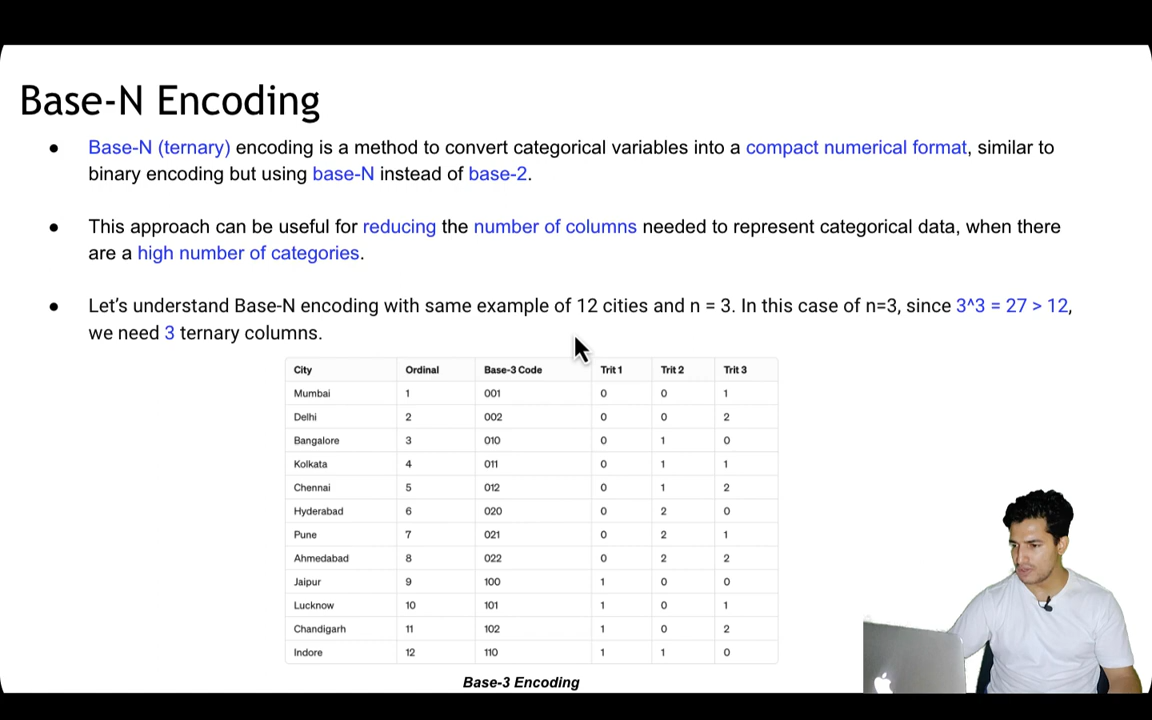 Base-N Encoding
● Base-N (ternary) encoding is a method to convert categorical variables into a compact numerical format, similar to
binary encoding but using base-N instead of base-2.
● This approach can be useful for reducing the number of columns needed to represent categorical data, when there
are a high number of categories.
● Let's understand Base-N encoding with same example of 12 cities and n = 3. In this case of n=3, since 3^3 = 27 > 12,
we need 3 ternary columns.
City Ordinal Base-3 Code Trit 1 Trit 2 Trit 3
Mumbai 1 001 0 0 1
Delhi 2 002 0 0 2
Bangalore 3 010 0 1 0
Kolkata 4 011 0 1 1
Chennai 5 012 0 1 2
Hyderabad 6 020 0 2 0
Pune 7 021 0 2 1
Ahmedabad 8 022 0 2 2
Jaipur 9 100 1 0 0
Lucknow 10 101 1 0 1
Chandigarh 11 102 1 0 2
Indore 12 110 1 1 0
Base-3 Encoding